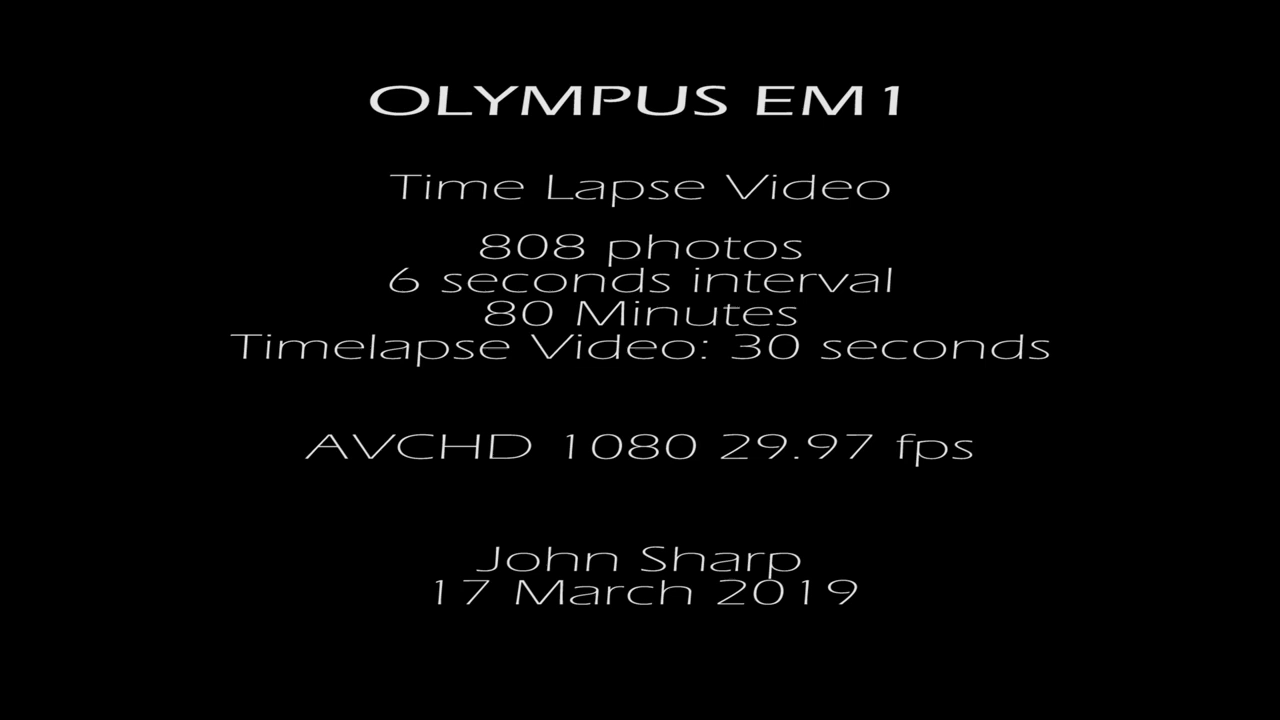 OLYMPUS EM1
Time Lapse Video
808 photos
6 seconds interval
80 Minutes
Timelapse Video: 30 seconds
AVCHD 1080 29.97 fps
John Sharp
17 March 2019